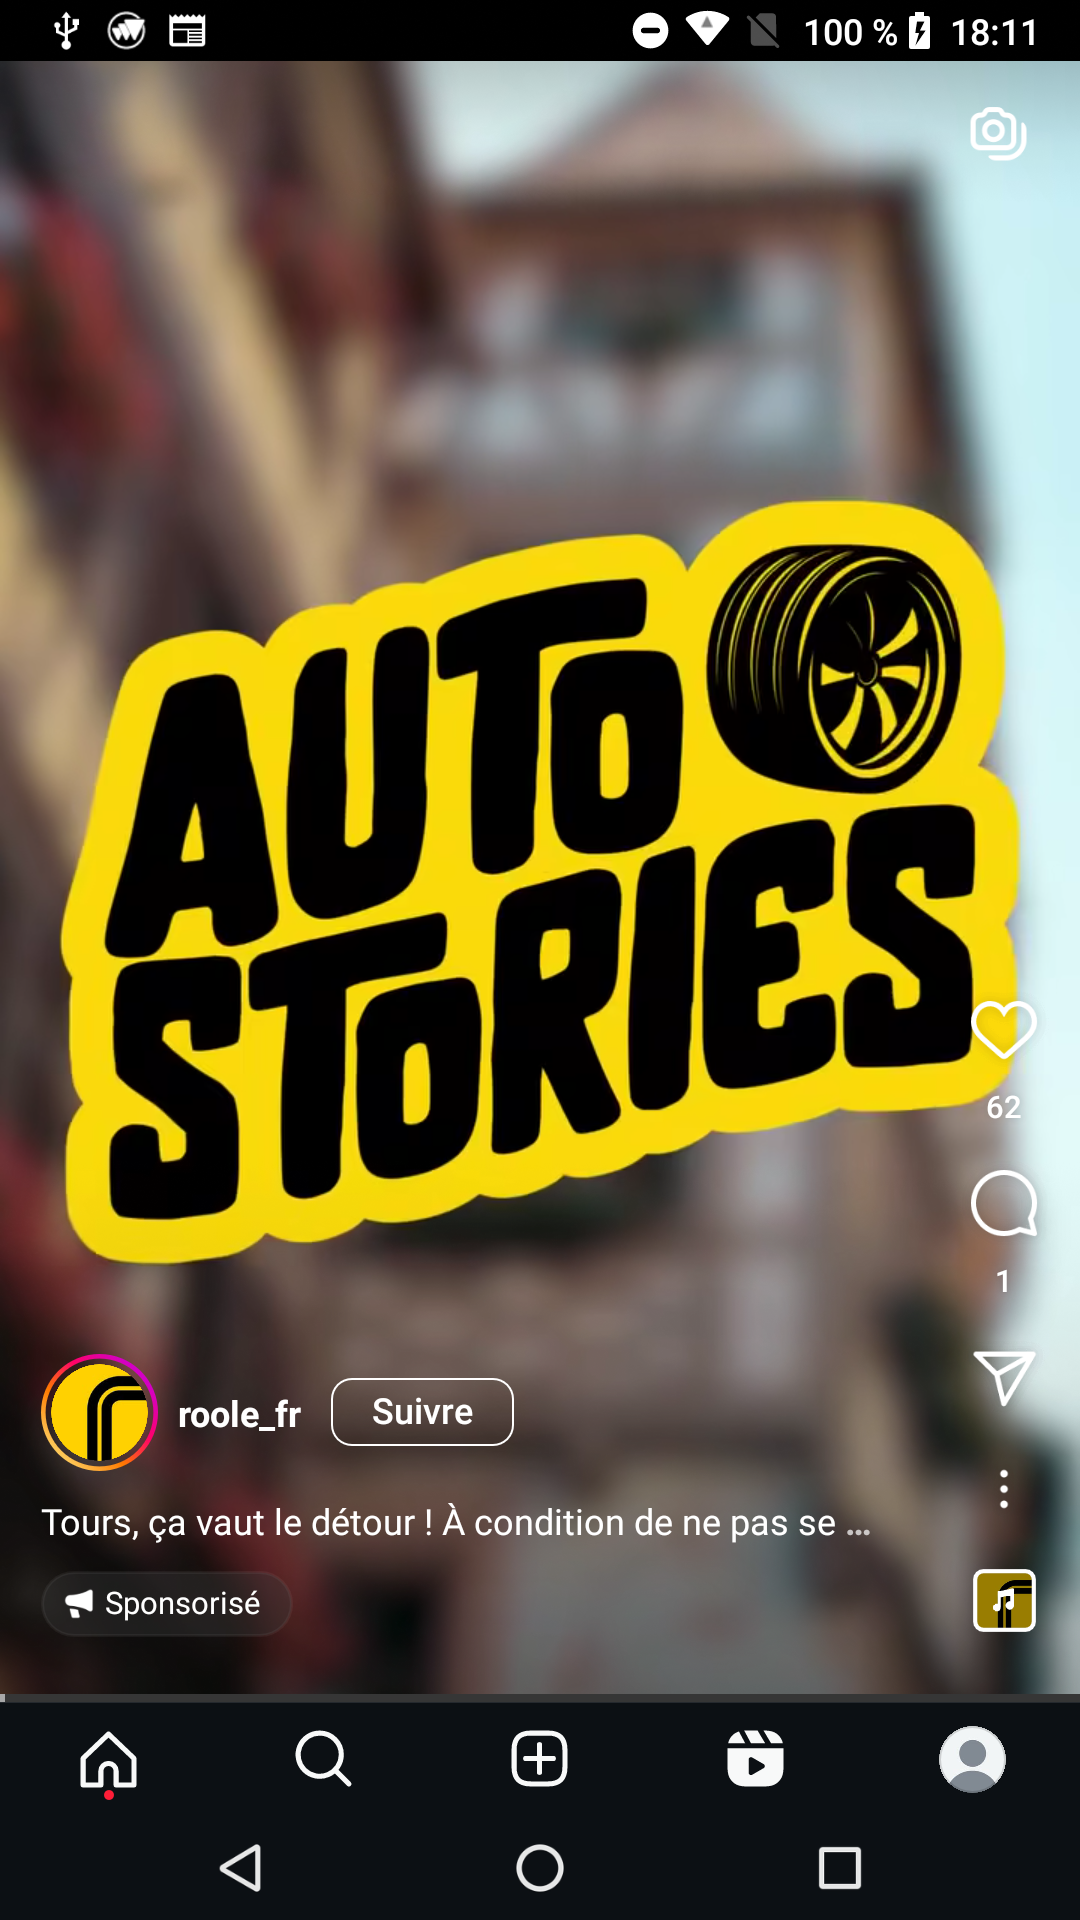 100 % 18:11
AUTO
STORIES
62
1
roole_fr
Suivre
Tours, ça vaut le détour ! À condition de ne pas se ...
Sponsorisé